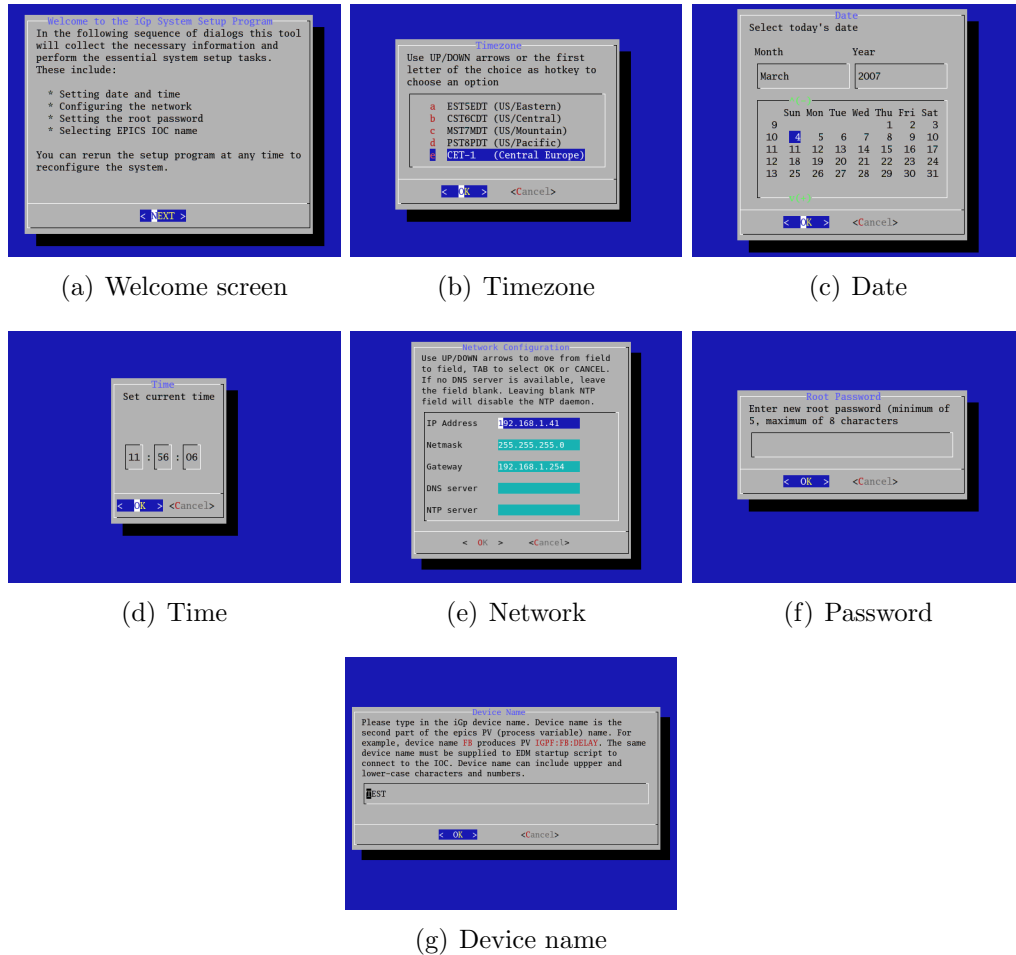 Welcome to the iGp System Setup Program
In the following sequence of dialogs this tool
will collect the necessary information and
perform the essential system setup tasks.
These include:
* Setting date and time
* Configuring the network
* Setting the root password
* Selecting EPICS IOC name
You can rerun the setup program at any time to
reconfigure the system.
< NEXT >
(a) Welcome screen
Timezone
Use UP/DOWN arrows or the first
letter of the choice as hotkey to
choose an option
a EST5EDT (US/Eastern)
b CST6CDT (US/Central)
c MST7MDT (US/Mountain)
d PST8PDT (US/Pacific)
e CET-1 (Central Europe)
< OK > <Cancel>
(b) Timezone
Date
Select today's date
Month Year
March 2007
Sun Mon Tue Wed Thu Fri Sat
9 1 2 3
10 4 5 6 7 8 9 10
11 11 12 13 14 15 16 17
12 18 19 20 21 22 23 24
13 25 26 27 28 29 30 31
< OK > <Cancel>
(c) Date
Time
Set current time
11 : 56 : 06
< OK > <Cancel>
(d) Time
Network Configuration
Use UP/DOWN arrows to move from field
to field, TAB to select OK or CANCEL.
If no DNS server is available, leave
the field blank. Leaving blank NTP
field will disable the NTP daemon.
IP Address 192.168.1.41
Netmask 255.255.255.0
Gateway 192.168.1.254
DNS server
NTP server
< OK > <Cancel>
(e) Network
Root Password
Enter new root password (minimum of
5, maximum of 8 characters
< OK > <Cancel>
(f) Password
Device Name
Please type in the iGp device name. Device name is the
second part of the epics PV (process variable) name. For
example, device name FB produces PV IGPF:FB:DELAY. The same
device name must be supplied to EDM startup script to
connect to the IOC. Device name can include uppper and
lower-case characters and numbers.
TEST
< OK > <Cancel>
(g) Device name